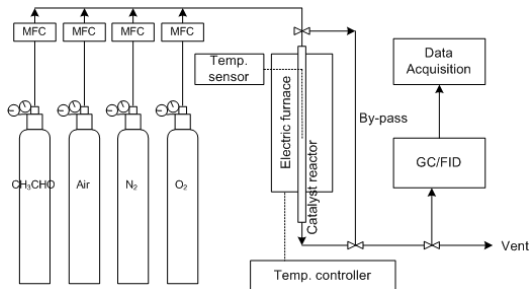 MFC
MFC
MFC
MFC
Temp.
sensor
Electric furnace
Catalyst reactor
By-pass
Data
Acquisition
GC/FID
CH₃CHO
Air
N₂
O₂
Vent
Temp. controller